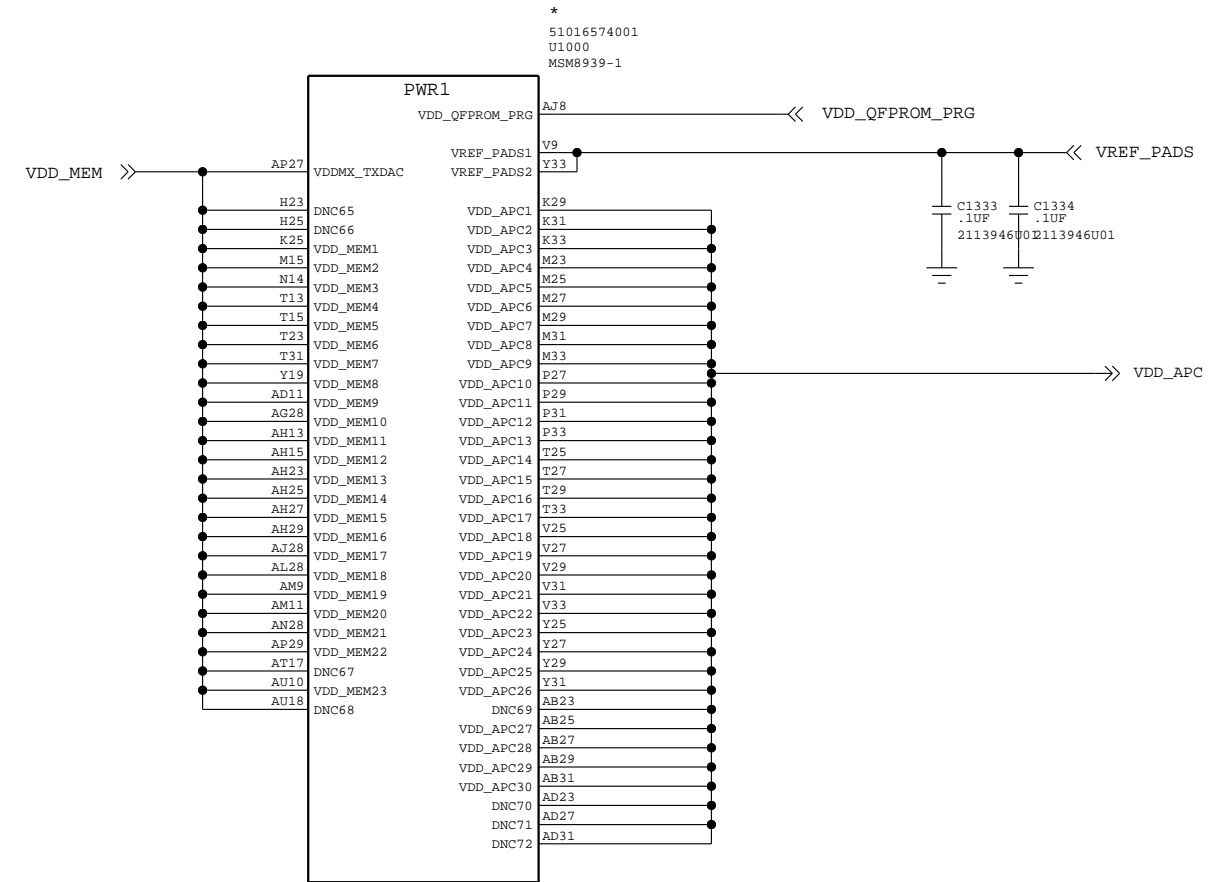 *
51016574001
U1000
MSM8939-1
PWR1
VDD_QFPROM_PRG AJ8 VDD_QFPROM_PRG
VREF_PADS1 V9 VREF_PADS
VDD_MEM AP27 VDDMX_TXDAC VREF_PADS2 Y33
H23 DNC65 VDD_APC1 K29
H25 DNC66 VDD_APC2 K31
K25 VDD_MEM1 VDD_APC3 K33
M15 VDD_MEM2 VDD_APC4 M23
N14 VDD_MEM3 VDD_APC5 M25
T13 VDD_MEM4 VDD_APC6 M27
T15 VDD_MEM5 VDD_APC7 M29
T23 VDD_MEM6 VDD_APC8 M31
T31 VDD_MEM7 VDD_APC9 M33
Y19 VDD_MEM8 VDD_APC10 P27
AD11 VDD_MEM9 VDD_APC11 P29
AG28 VDD_MEM10 VDD_APC12 P31
AH13 VDD_MEM11 VDD_APC13 P33
AH15 VDD_MEM12 VDD_APC14 T25
AH23 VDD_MEM13 VDD_APC15 T27
AH25 VDD_MEM14 VDD_APC16 T29
AH27 VDD_MEM15 VDD_APC17 T33
AH29 VDD_MEM16 VDD_APC18 V25
AJ28 VDD_MEM17 VDD_APC19 V27
AL28 VDD_MEM18 VDD_APC20 V29
AM9 VDD_MEM19 VDD_APC21 V31
AM11 VDD_MEM20 VDD_APC22 V33
AN28 VDD_MEM21 VDD_APC23 Y25
AP29 VDD_MEM22 VDD_APC24 Y27
AT17 DNC67 VDD_APC25 Y29
AU10 VDD_MEM23 VDD_APC26 Y31
AU18 DNC68 DNC69 AB23
VDD_APC27 AB25
VDD_APC28 AB27
VDD_APC29 AB29
VDD_APC30 AB31
DNC70 AD23
DNC71 AD27
DNC72 AD31
C1333
.1UF
2113946U01
C1334
.1UF
2113946U01
VDD_APC